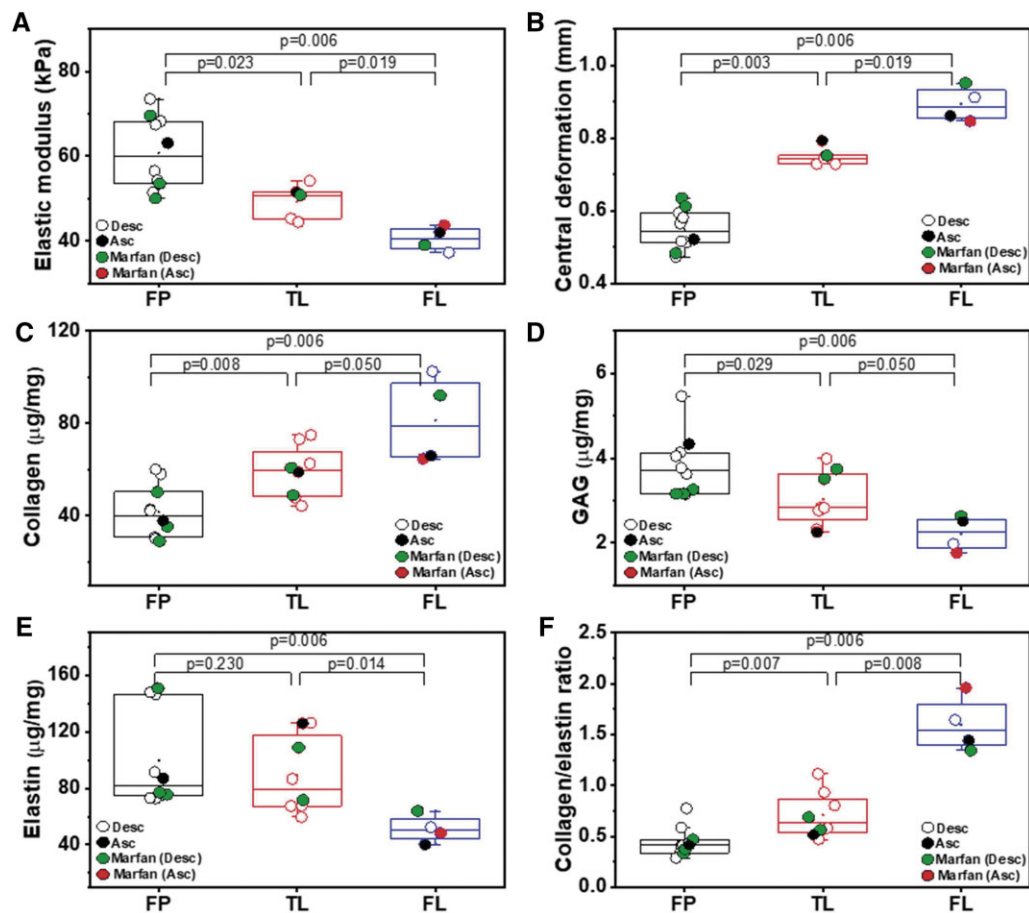 A
Elastic modulus (kPa)
80
60
40
p=0.006
p=0.023
p=0.019
Desc
Asc
Marfan (Desc)
Marfan (Asc)
FP
TL
FL
B
Central deformation (mm)
1.0
0.8
0.6
0.4
p=0.006
p=0.003
p=0.019
Desc
Asc
Marfan (Desc)
Marfan (Asc)
FP
TL
FL
C
Collagen (μg/mg)
120
80
40
p=0.006
p=0.008
p=0.050
Desc
Asc
Marfan (Desc)
Marfan (Asc)
FP
TL
FL
D
GAG (μg/mg)
6
4
2
p=0.006
p=0.029
p=0.050
Desc
Asc
Marfan (Desc)
Marfan (Asc)
FP
TL
FL
E
Elastin (μg/mg)
160
120
80
40
p=0.006
p=0.230
p=0.014
Desc
Asc
Marfan (Desc)
Marfan (Asc)
FP
TL
FL
F
Collagen/elastin ratio
2.5
2.0
1.5
1.0
0.5
0.0
p=0.006
p=0.007
p=0.008
Desc
Asc
Marfan (Desc)
Marfan (Asc)
FP
TL
FL